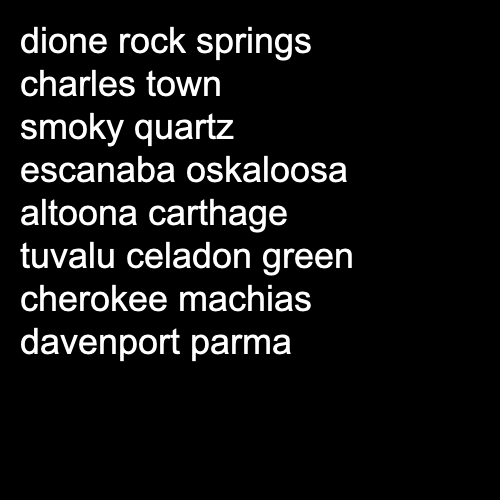 dione rock springs
charles town
smoky quartz
escanaba oskaloosa
altoona carthage
tuvalu celadon green
cherokee machias
davenport parma